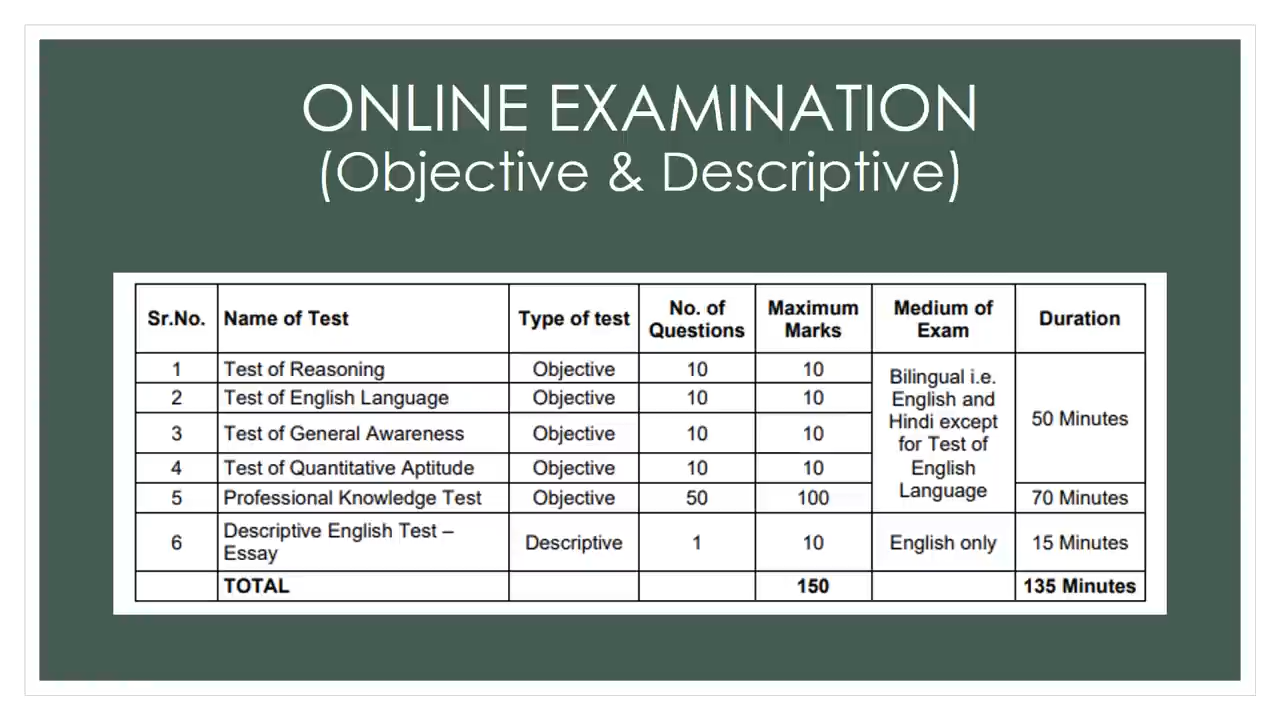 ONLINE EXAMINATION
(Objective & Descriptive)
Sr.No. Name of Test Type of test No. of Questions Maximum Marks Medium of Exam Duration
1 Test of Reasoning Objective 10 10 Bilingual i.e. English and Hindi except for Test of English Language 50 Minutes
2 Test of English Language Objective 10 10
3 Test of General Awareness Objective 10 10
4 Test of Quantitative Aptitude Objective 10 10
5 Professional Knowledge Test Objective 50 100 70 Minutes
6 Descriptive English Test – Essay Descriptive 1 10 English only 15 Minutes
TOTAL 150 135 Minutes